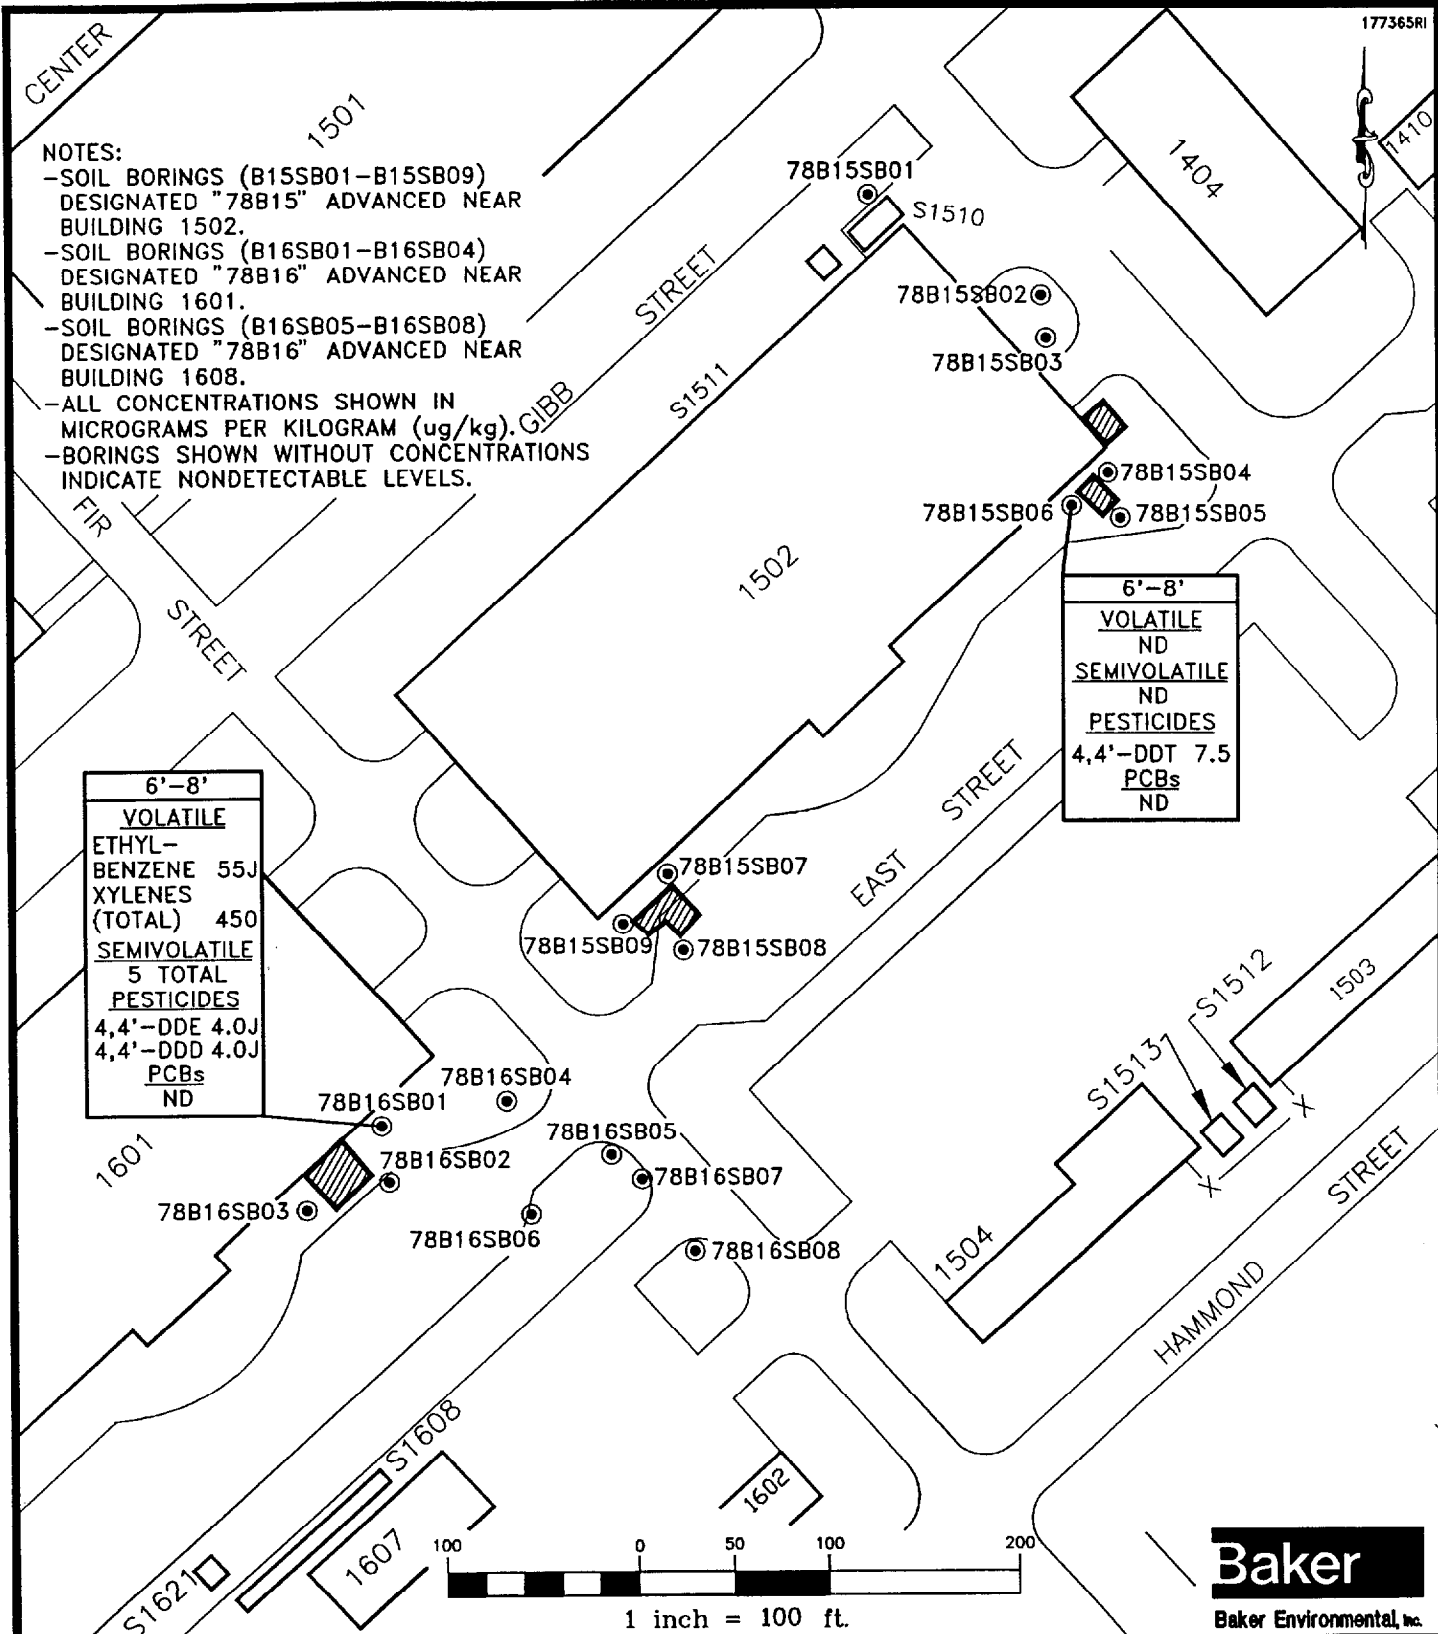 177365RI
CENTER
1501
NOTES:
-SOIL BORINGS (B15SB01-B15SB09)
DESIGNATED "78B15" ADVANCED NEAR
BUILDING 1502.
-SOIL BORINGS (B16SB01-B16SB04)
DESIGNATED "78B16" ADVANCED NEAR
BUILDING 1601.
-SOIL BORINGS (B16SB05-B16SB08)
DESIGNATED "78B16" ADVANCED NEAR
BUILDING 1608.
-ALL CONCENTRATIONS SHOWN IN
MICROGRAMS PER KILOGRAM (ug/kg).
-BORINGS SHOWN WITHOUT CONCENTRATIONS
INDICATE NONDETECTABLE LEVELS.
1410
1404
78B15SB01
S1510
GIBB STREET
78B15SB02
78B15SB03
S1511
78B15SB04
78B15SB06
78B15SB05
FIR STREET
1502
6'-8'
VOLATILE
ND
SEMIVOLATILE
ND
PESTICIDES
4,4'-DDT 7.5
PCBs
ND
EAST STREET
6'-8'
VOLATILE
ETHYL-
BENZENE 55J
XYLENES
(TOTAL) 450
SEMIVOLATILE
5 TOTAL
PESTICIDES
4,4'-DDE 4.0J
4,4'-DDD 4.0J
PCBs
ND
78B15SB07
78B15SB09
78B15SB08
S1512
1503
S1513
X
X
78B16SB04
78B16SB01
78B16SB05
1601
78B16SB02
78B16SB07
78B16SB03
78B16SB06
78B16SB08
1504
HAMMOND STREET
S1608
1602
1607
S1621
100 0 50 100 200
1 inch = 100 ft.
Baker
Baker Environmental, Inc.